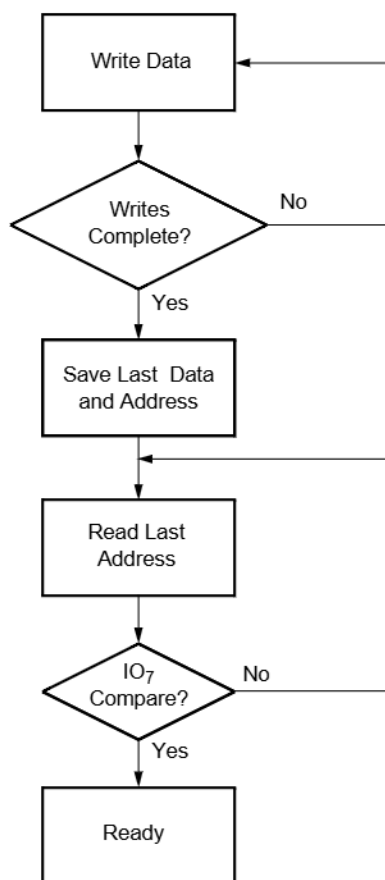 Write Data
Writes
Complete?
No
Yes
Save Last Data
and Address
Read Last
Address
IO₇
Compare?
No
Yes
Ready